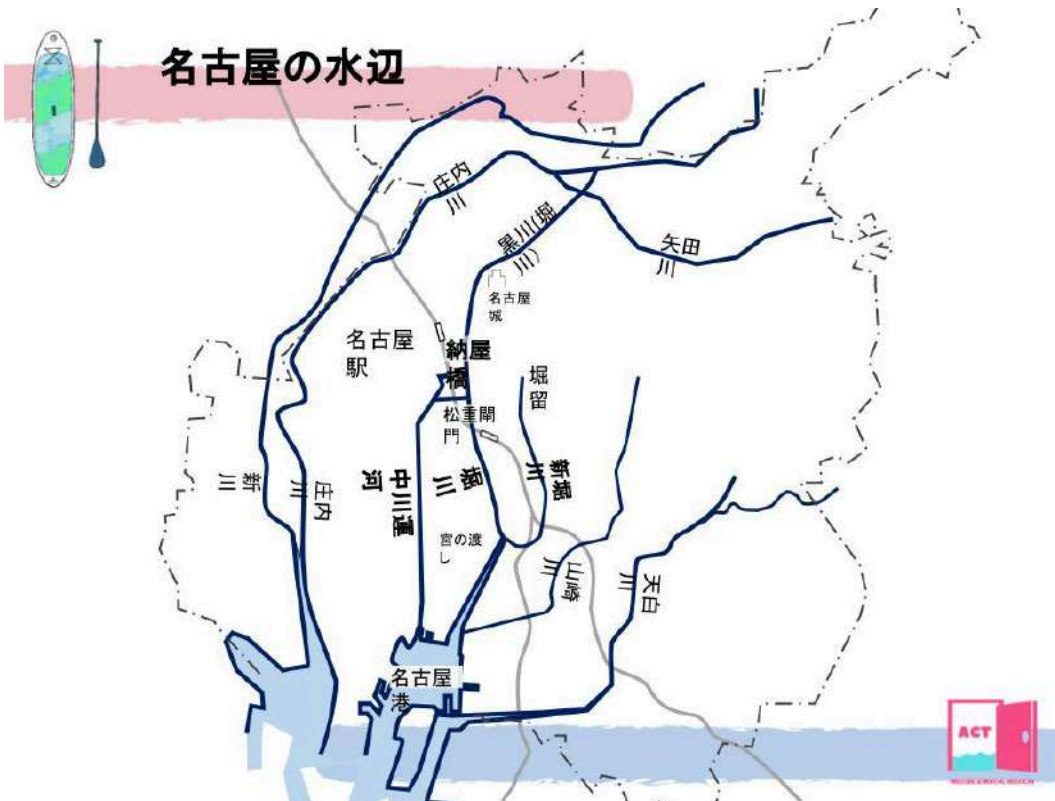 名古屋の水辺
庄内
川
黒川(堀
川)
矢田
川
名古屋
城
名古屋
駅
納屋
橋
堀
留
松重閘
門
新
川
庄内
川
中川運
河
堀
川
新堀
川
宮の渡
し
山崎
川
天白
川
名古屋
港
ACT